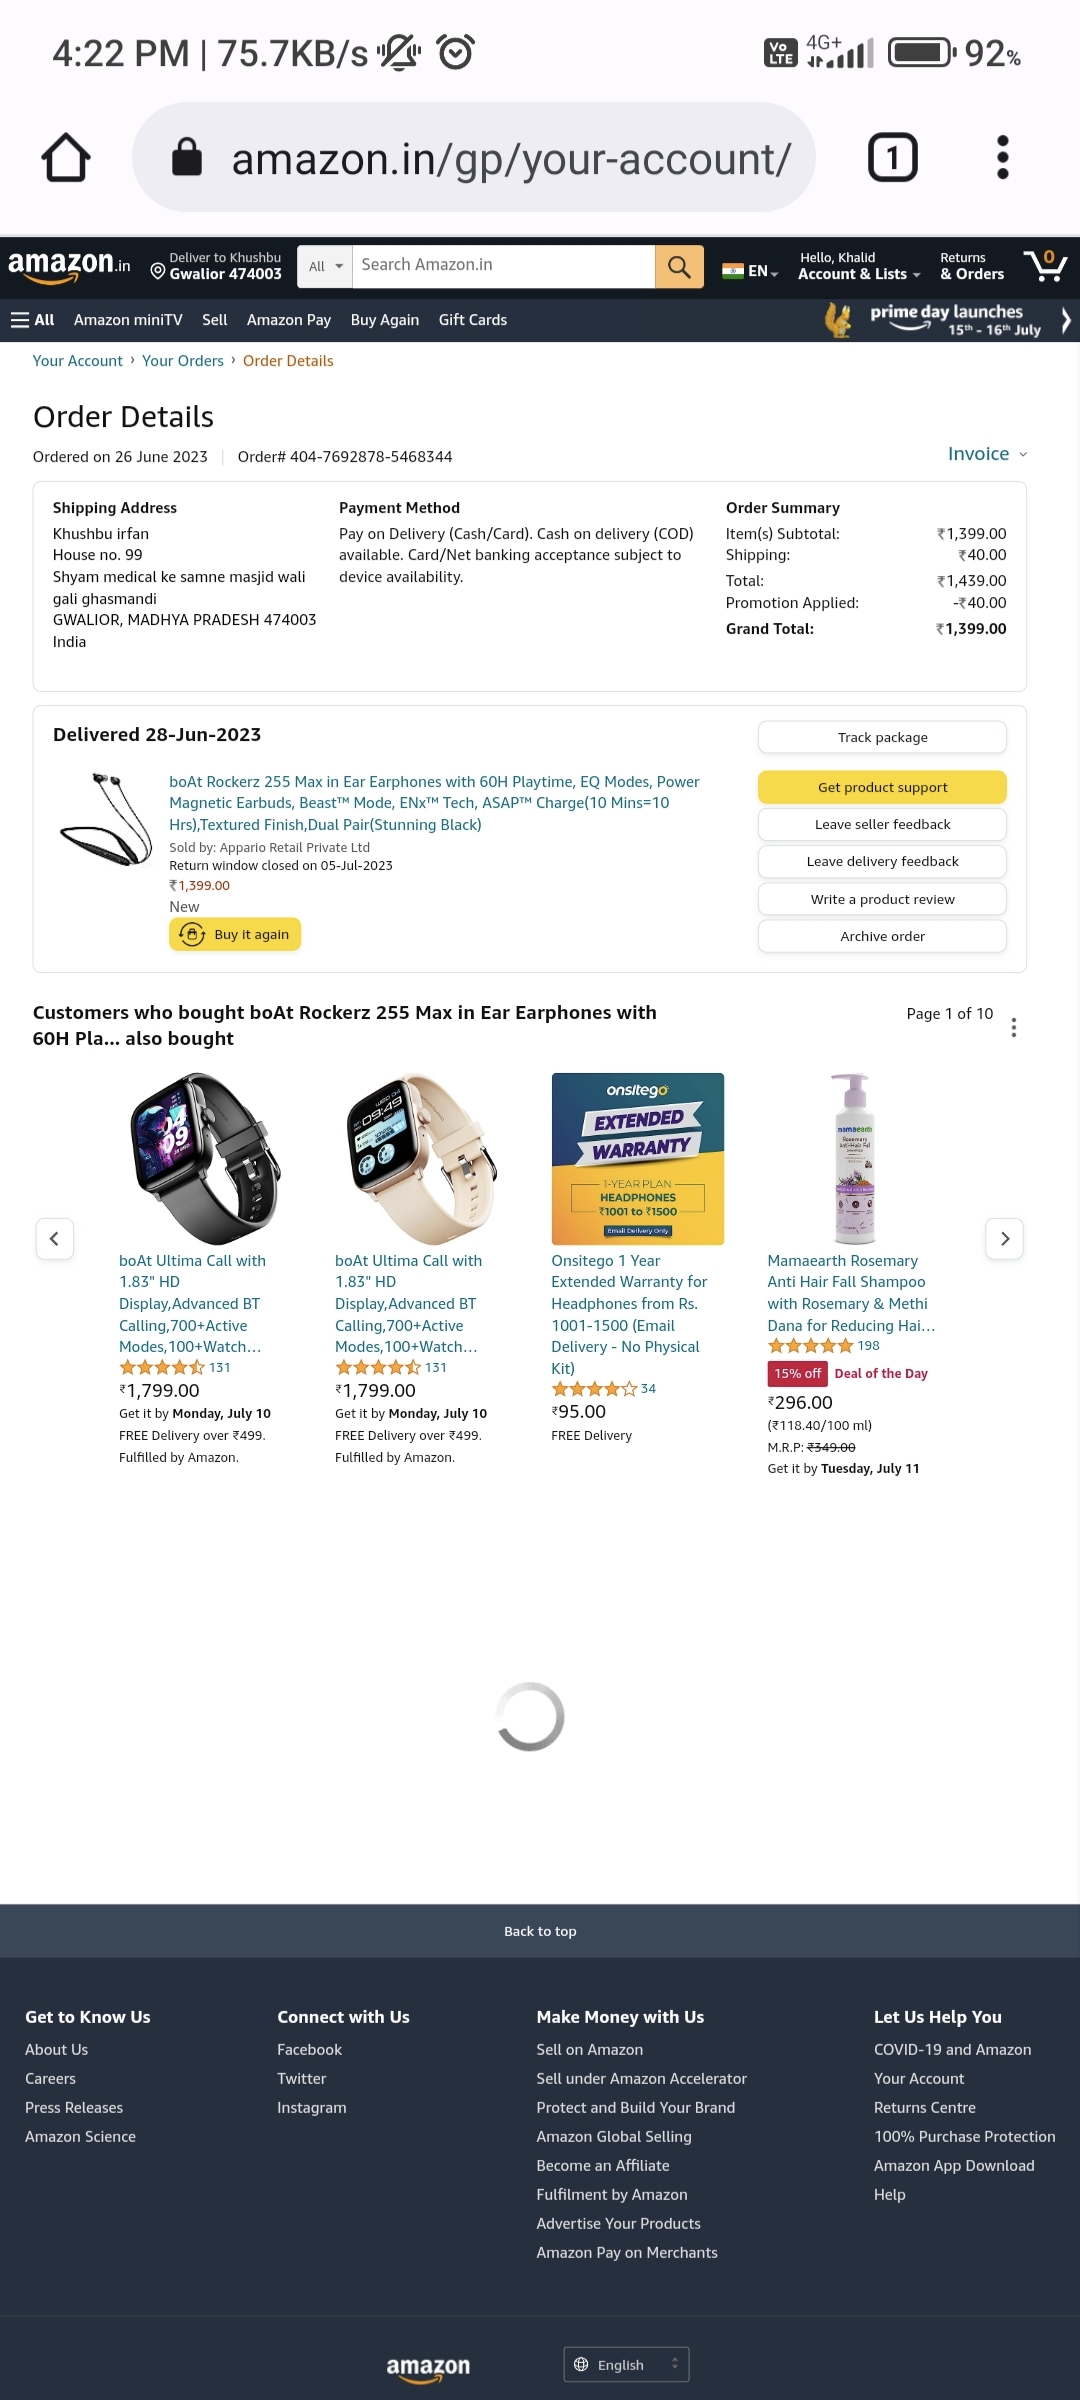 4:22 PM | 75.7KB/s
Vo LTE 4G+ 92%
amazon.in/gp/your-account/
1
amazon.in
Deliver to Khushbu
Gwalior 474003
All
Search Amazon.in
EN
Hello, Khalid
Account & Lists
Returns
& Orders
0
All Amazon miniTV Sell Amazon Pay Buy Again Gift Cards
prime day launches
15th - 16th July
Your Account › Your Orders › Order Details
Order Details
Ordered on 26 June 2023 | Order# 404-7692878-5468344
Invoice
Shipping Address
Khushbu irfan
House no. 99
Shyam medical ke samne masjid wali
gali ghasmandi
GWALIOR, MADHYA PRADESH 474003
India
Payment Method
Pay on Delivery (Cash/Card). Cash on delivery (COD)
available. Card/Net banking acceptance subject to
device availability.
Order Summary
Item(s) Subtotal: ₹1,399.00
Shipping: ₹40.00
Total: ₹1,439.00
Promotion Applied: -₹40.00
Grand Total: ₹1,399.00
Delivered 28-Jun-2023
boAt Rockerz 255 Max in Ear Earphones with 60H Playtime, EQ Modes, Power
Magnetic Earbuds, Beast™ Mode, ENx™ Tech, ASAP™ Charge(10 Mins=10
Hrs),Textured Finish,Dual Pair(Stunning Black)
Sold by: Appario Retail Private Ltd
Return window closed on 05-Jul-2023
₹1,399.00
New
Buy it again
Track package
Get product support
Leave seller feedback
Leave delivery feedback
Write a product review
Archive order
Customers who bought boAt Rockerz 255 Max in Ear Earphones with
60H Pla... also bought
Page 1 of 10
04
09
boAt Ultima Call with
1.83" HD
Display,Advanced BT
Calling,700+Active
Modes,100+Watch…
131
₹1,799.00
Get it by Monday, July 10
FREE Delivery over ₹499.
Fulfilled by Amazon.
09:49
boAt Ultima Call with
1.83" HD
Display,Advanced BT
Calling,700+Active
Modes,100+Watch…
131
₹1,799.00
Get it by Monday, July 10
FREE Delivery over ₹499.
Fulfilled by Amazon.
onsitego
EXTENDED
WARRANTY
1-YEAR PLAN
HEADPHONES
₹1001 to ₹1500
Email Delivery Only
Onsitego 1 Year
Extended Warranty for
Headphones from Rs.
1001-1500 (Email
Delivery - No Physical
Kit)
34
₹95.00
FREE Delivery
mamaearth
Rosemary
Anti-Hair Fall
SHAMPOO
Mamaearth Rosemary
Anti Hair Fall Shampoo
with Rosemary & Methi
Dana for Reducing Hai…
198
15% off Deal of the Day
₹296.00
(₹118.40/100 ml)
M.R.P: ₹349.00
Get it by Tuesday, July 11
Back to top
Get to Know Us
About Us
Careers
Press Releases
Amazon Science
Connect with Us
Facebook
Twitter
Instagram
Make Money with Us
Sell on Amazon
Sell under Amazon Accelerator
Protect and Build Your Brand
Amazon Global Selling
Become an Affiliate
Fulfilment by Amazon
Advertise Your Products
Amazon Pay on Merchants
Let Us Help You
COVID-19 and Amazon
Your Account
Returns Centre
100% Purchase Protection
Amazon App Download
Help
amazon
English